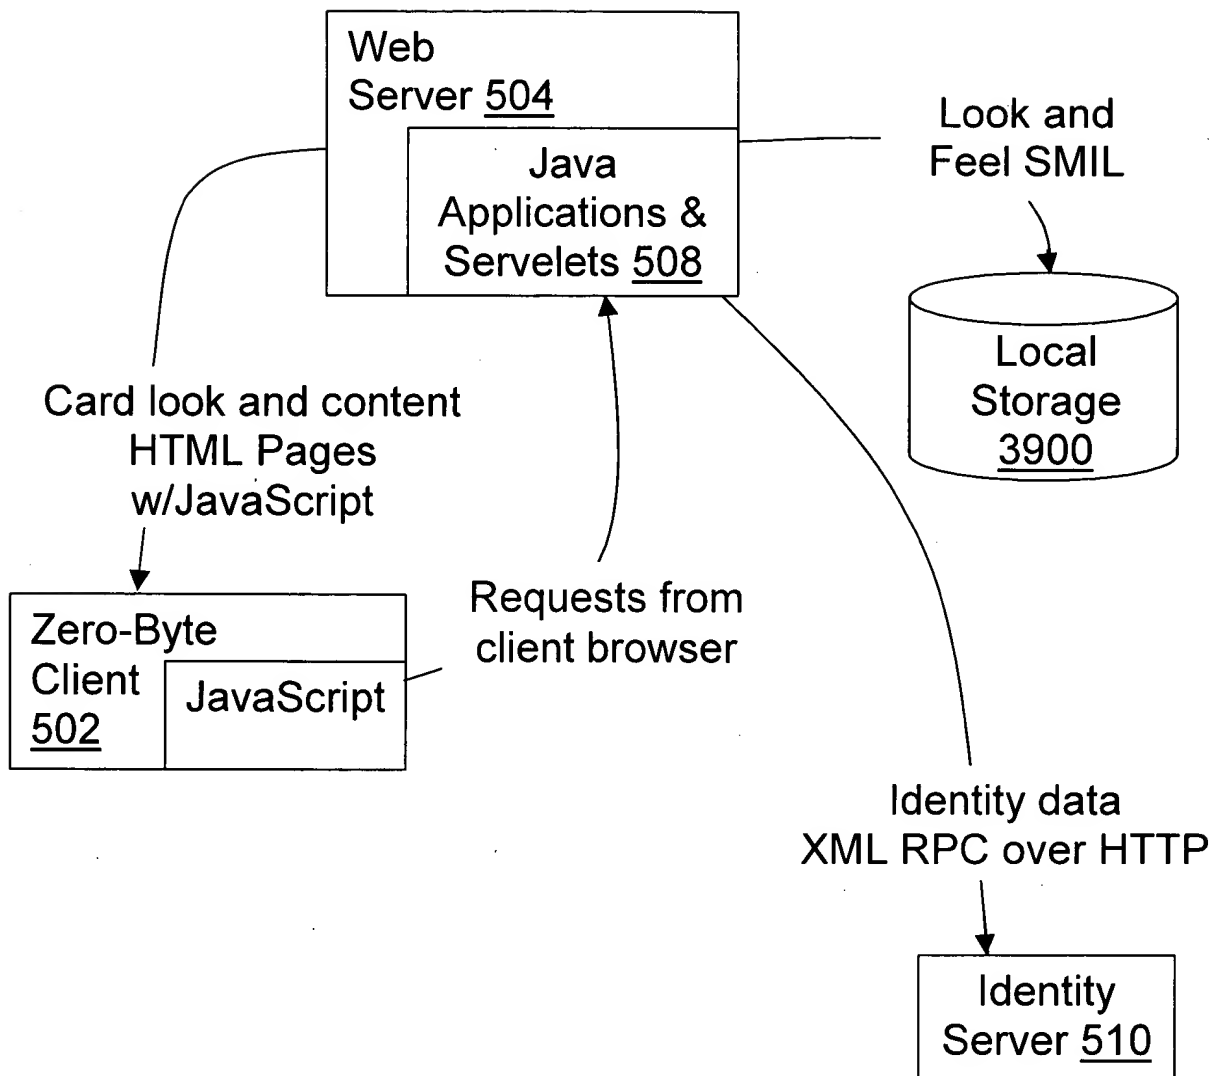 Web
Server 504
Java
Applications &
Servelets 508
Look and
Feel SMIL
Local
Storage
3900
Card look and content
HTML Pages
w/JavaScript
Requests from
client browser
Zero-Byte
Client
502
JavaScript
Identity data
XML RPC over HTTP
Identity
Server 510